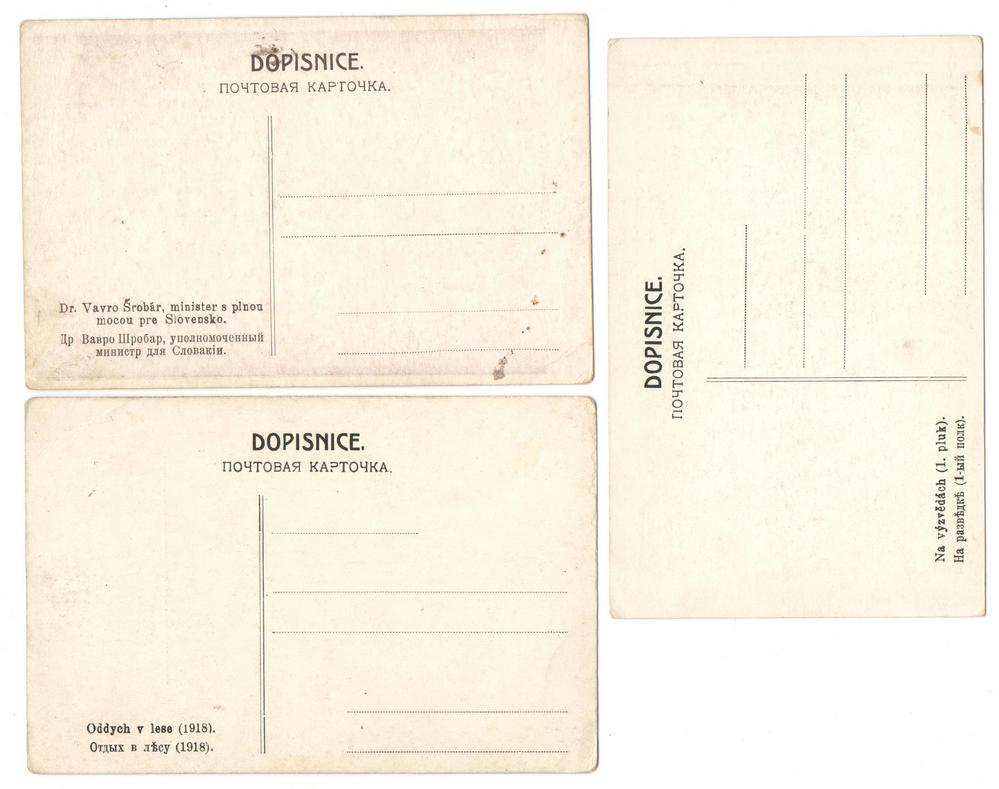 DOPISNICE.
ПОЧТОВАЯ КАРТОЧКА.
Dr. Vavro Šrobár, minister s plnou
mocou pre Slovensko.
Др Вавро Шробар, уполномоченный
министр для Словакіи.
DOPISNICE.
ПОЧТОВАЯ КАРТОЧКА.
Oddych v lese (1918).
Отдых в лѣсу (1918).
DOPISNICE.
ПОЧТОВАЯ КАРТОЧКА.
Na výzvědách (1. pluk).
На развѣдкѣ (1-ый полк).